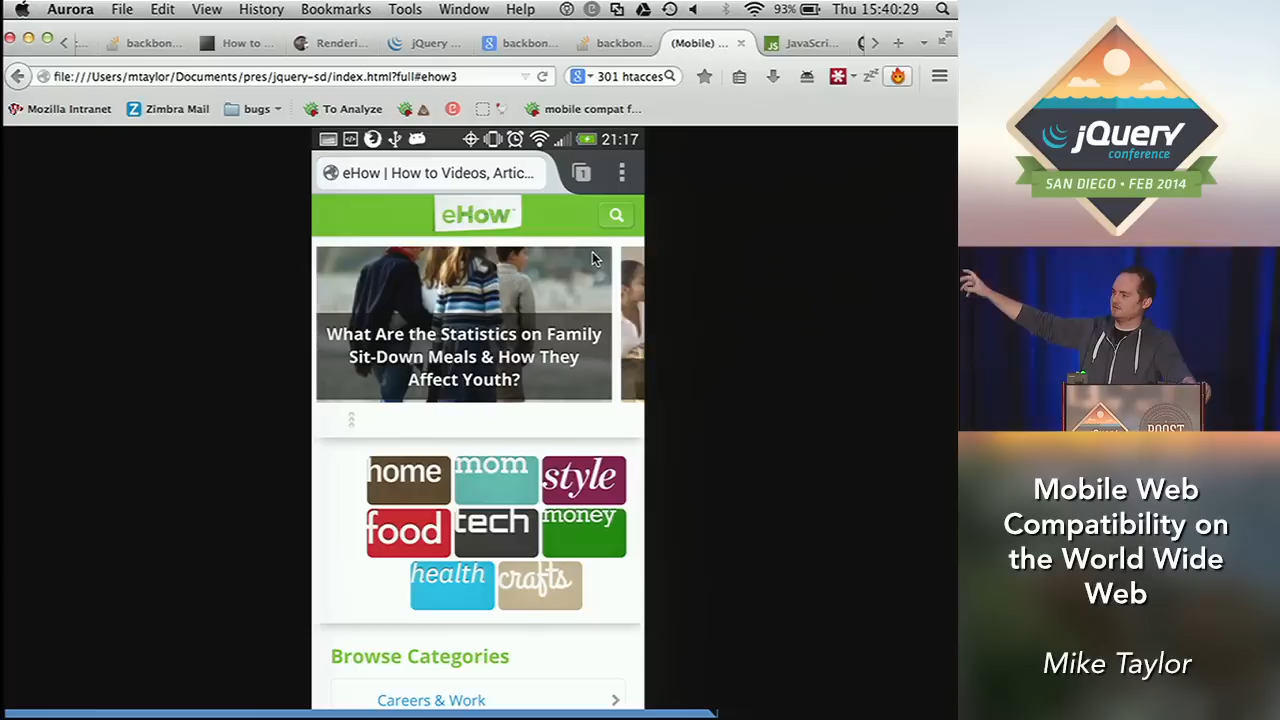 Aurora File Edit View History Bookmarks Tools Window Help 93% Thu 15:40:29
backbon... How to ... Renderi... jQuery ... backbon... backbon... (Mobile) ... JavaScri...
file:///Users/mtaylor/Documents/pres/jquery-sd/index.html?full#ehow3 301 htacces
Mozilla Intranet Zimbra Mail bugs To Analyze mobile compat f...
21:17
eHow | How to Videos, Artic... 1
eHow
What Are the Statistics on Family
Sit-Down Meals & How They
Affect Youth?
home mom style
food tech money
health crafts
Browse Categories
Careers & Work
jQuery
conference
SAN DIEGO • FEB 2014
BOOST
Mobile Web
Compatibility on
the World Wide
Web
Mike Taylor